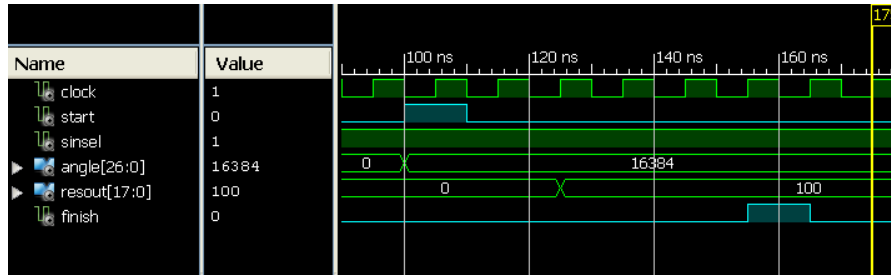 17
Name Value 100 ns 120 ns 140 ns 160 ns
clock 1
start 0
sinsel 1
angle[26:0] 16384 0 16384
resout[17:0] 100 0 100
finish 0